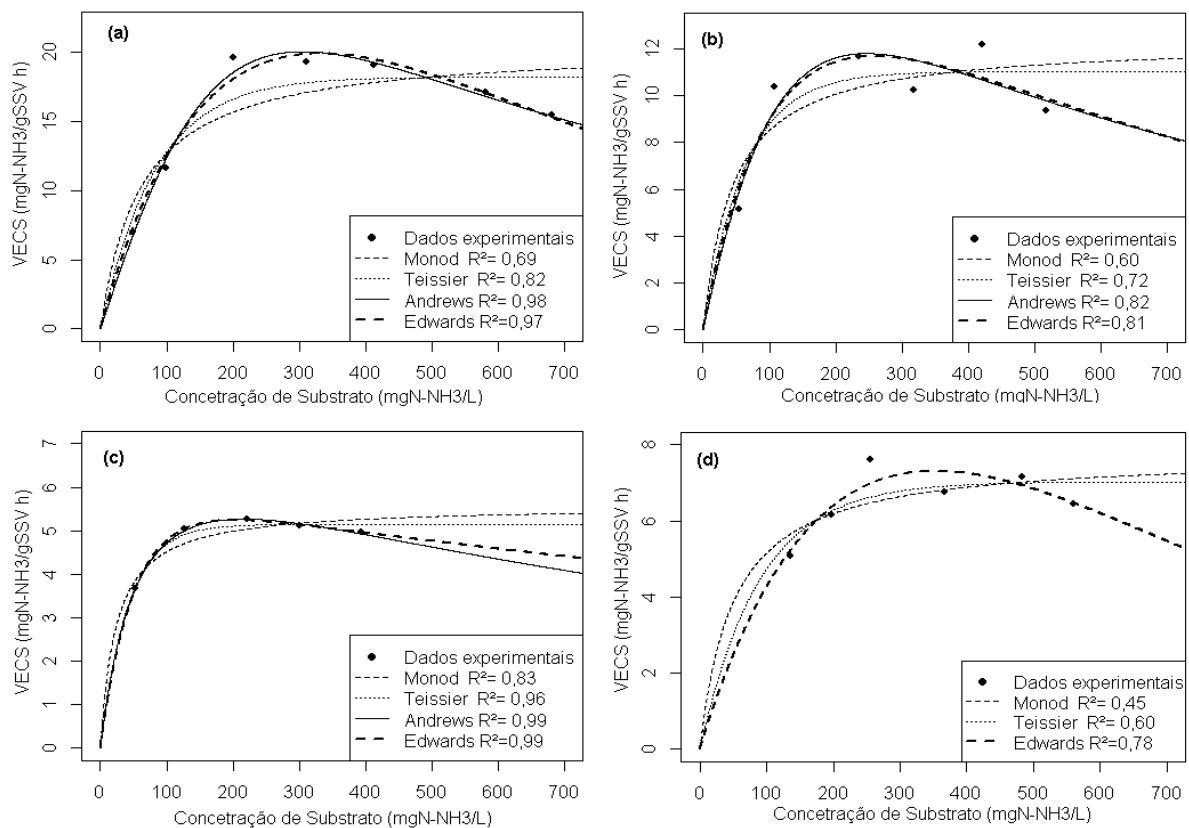 (a)
VECS (mgN-NH3/gSSV h)
20
15
10
5
0
Dados experimentais
Monod R²= 0,69
Teissier R²= 0,82
Andrews R²= 0,98
Edwards R²=0,97
0 100 200 300 400 500 600 700
Concetração de Substrato (mgN-NH3/L)
(b)
VECS (mgN-NH3/gSSV h)
12
10
8
6
4
2
0
Dados experimentais
Monod R²= 0,60
Teissier R²= 0,72
Andrews R²= 0,82
Edwards R²=0,81
0 100 200 300 400 500 600 700
Concetração de Substrato (mgN-NH3/L)
(c)
VECS (mgN-NH3/gSSV h)
7
6
5
4
3
2
1
0
Dados experimentais
Monod R²= 0,83
Teissier R²= 0,96
Andrews R²= 0,99
Edwards R²=0,99
0 100 200 300 400 500 600 700
Concetração de Substrato (mgN-NH3/L)
(d)
VECS (mgN-NH3/gSSV h)
8
6
4
2
0
Dados experimentais
Monod R²= 0,45
Teissier R²= 0,60
Edwards R²=0,78
0 100 200 300 400 500 600 700
Concetração de Substrato (mgN-NH3/L)